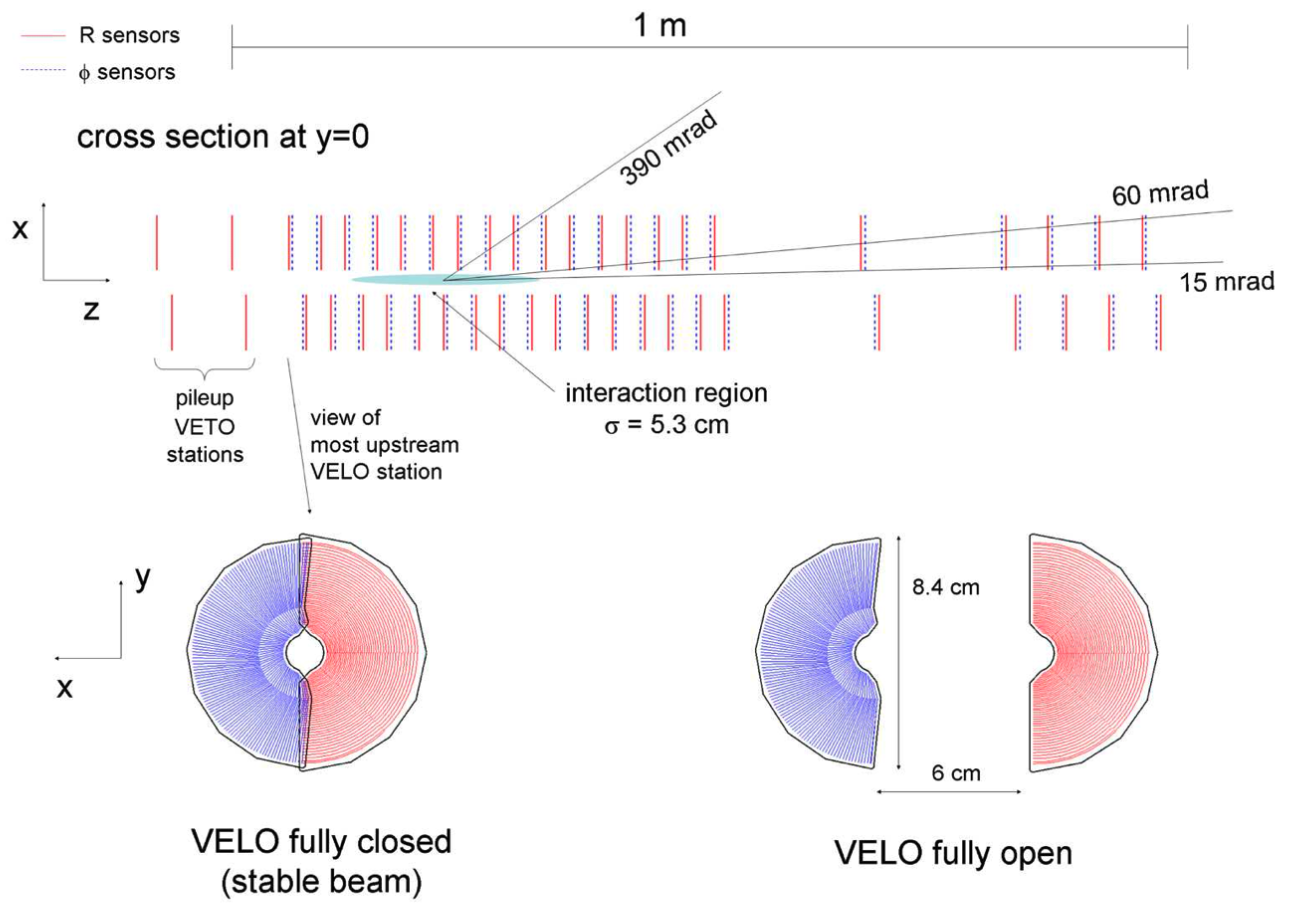 R sensors
ϕ sensors
1 m
cross section at y=0
390 mrad
60 mrad
15 mrad
x
z
pileup
VETO
stations
view of
most upstream
VELO station
interaction region
σ = 5.3 cm
y
x
8.4 cm
6 cm
VELO fully closed
(stable beam)
VELO fully open